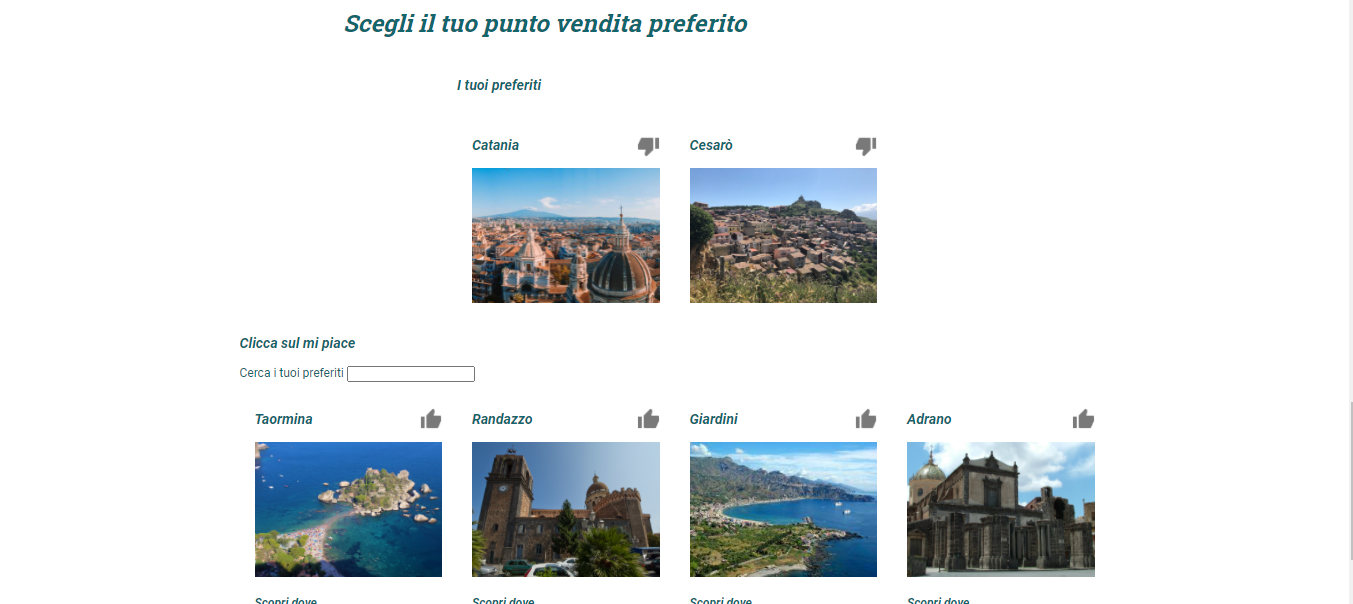 Scegli il tuo punto vendita preferito
I tuoi preferiti
Catania
Cesarò
Clicca sul mi piace
Cerca i tuoi preferiti
Taormina
Randazzo
Giardini
Adrano
Scopri dove
Scopri dove
Scopri dove
Scopri dove